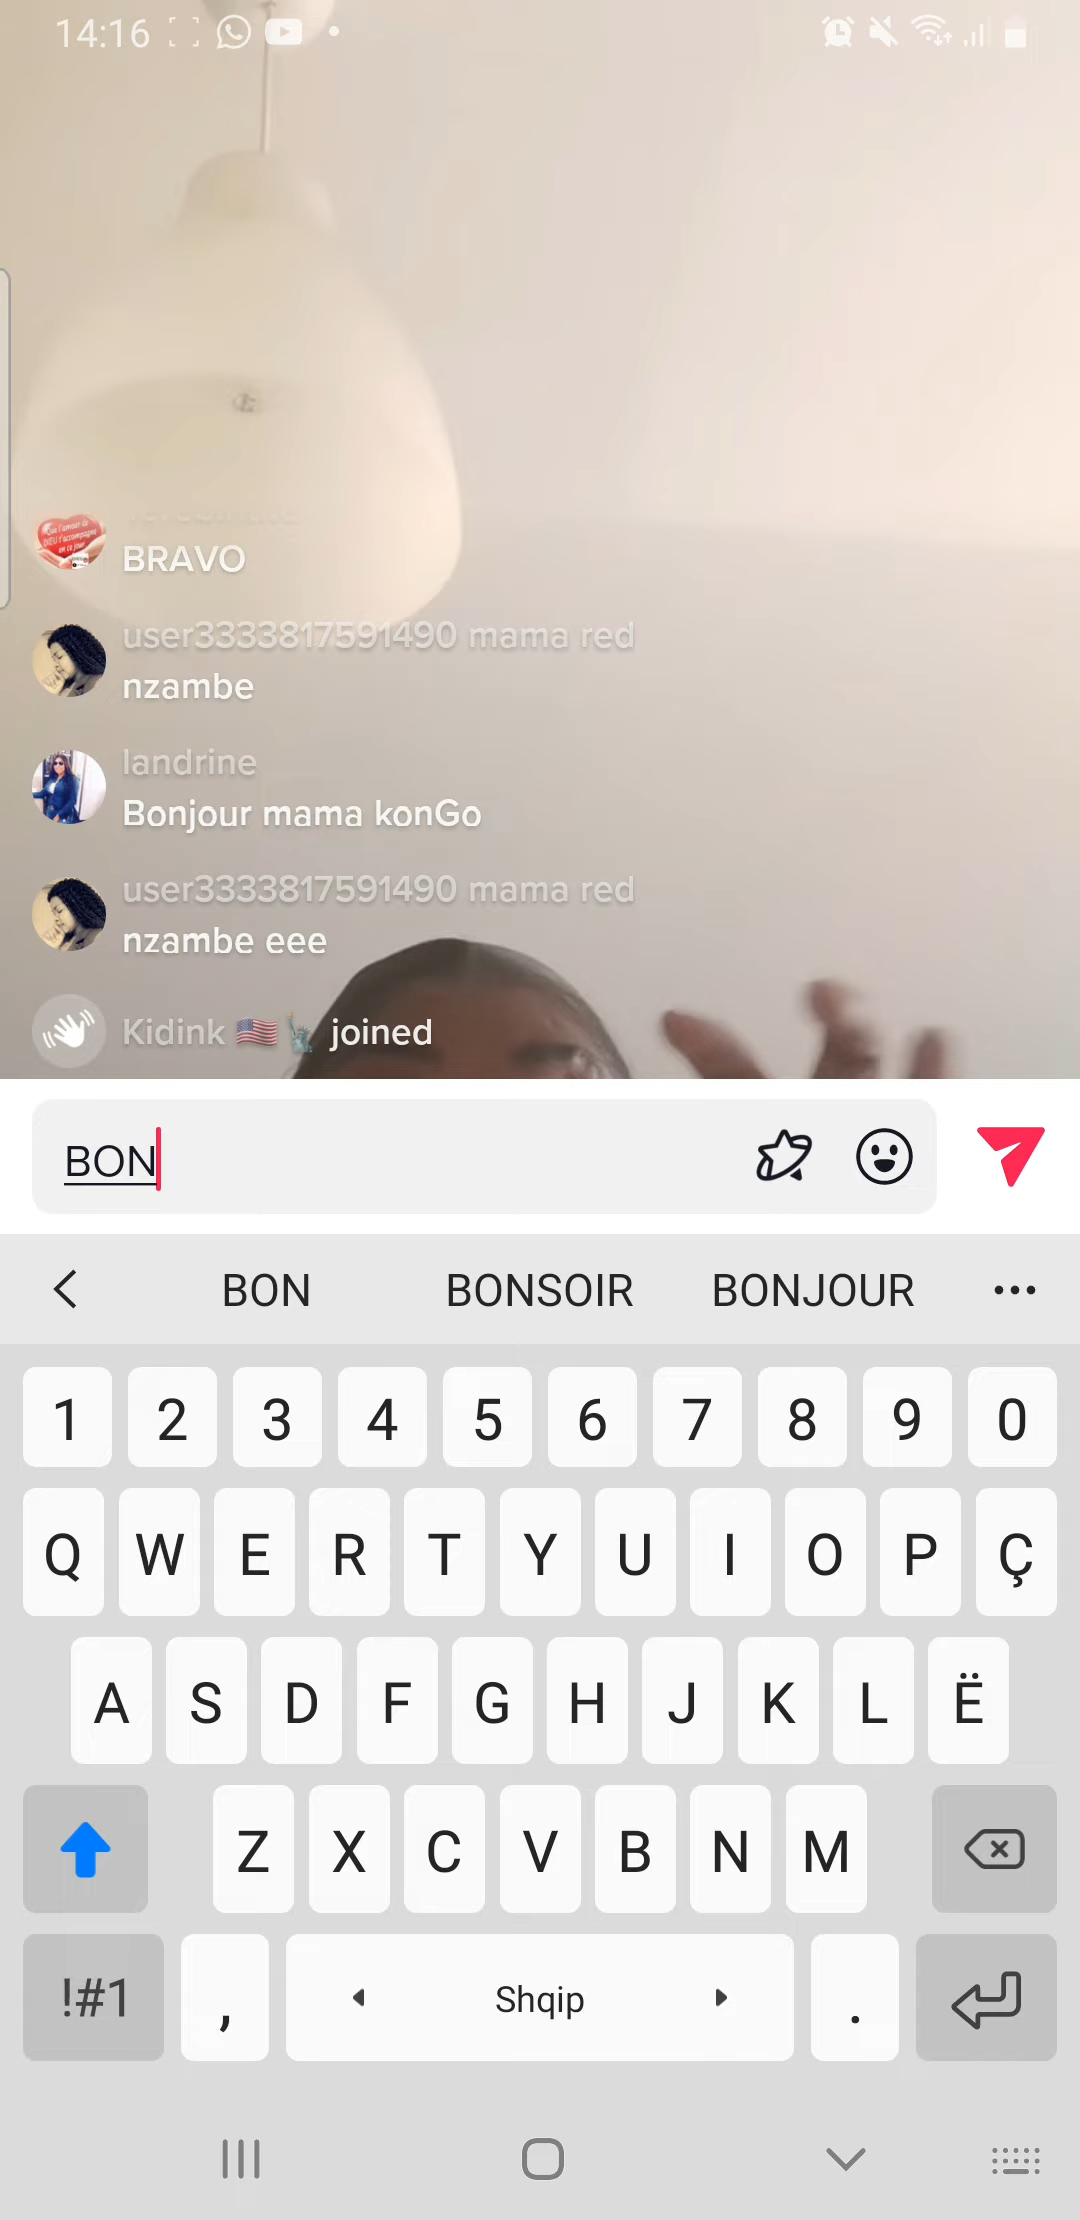 14:16
BRAVO
user3333817591490 mama red
nzambe
landrine
Bonjour mama konGo
user3333817591490 mama red
nzambe eee
Kidink 🇺🇸🗽 joined
BON
BON BONSOIR BONJOUR
1 2 3 4 5 6 7 8 9 0
Q W E R T Y U I O P Ç
A S D F G H J K L Ë
Z X C V B N M
!#1 , Shqip .